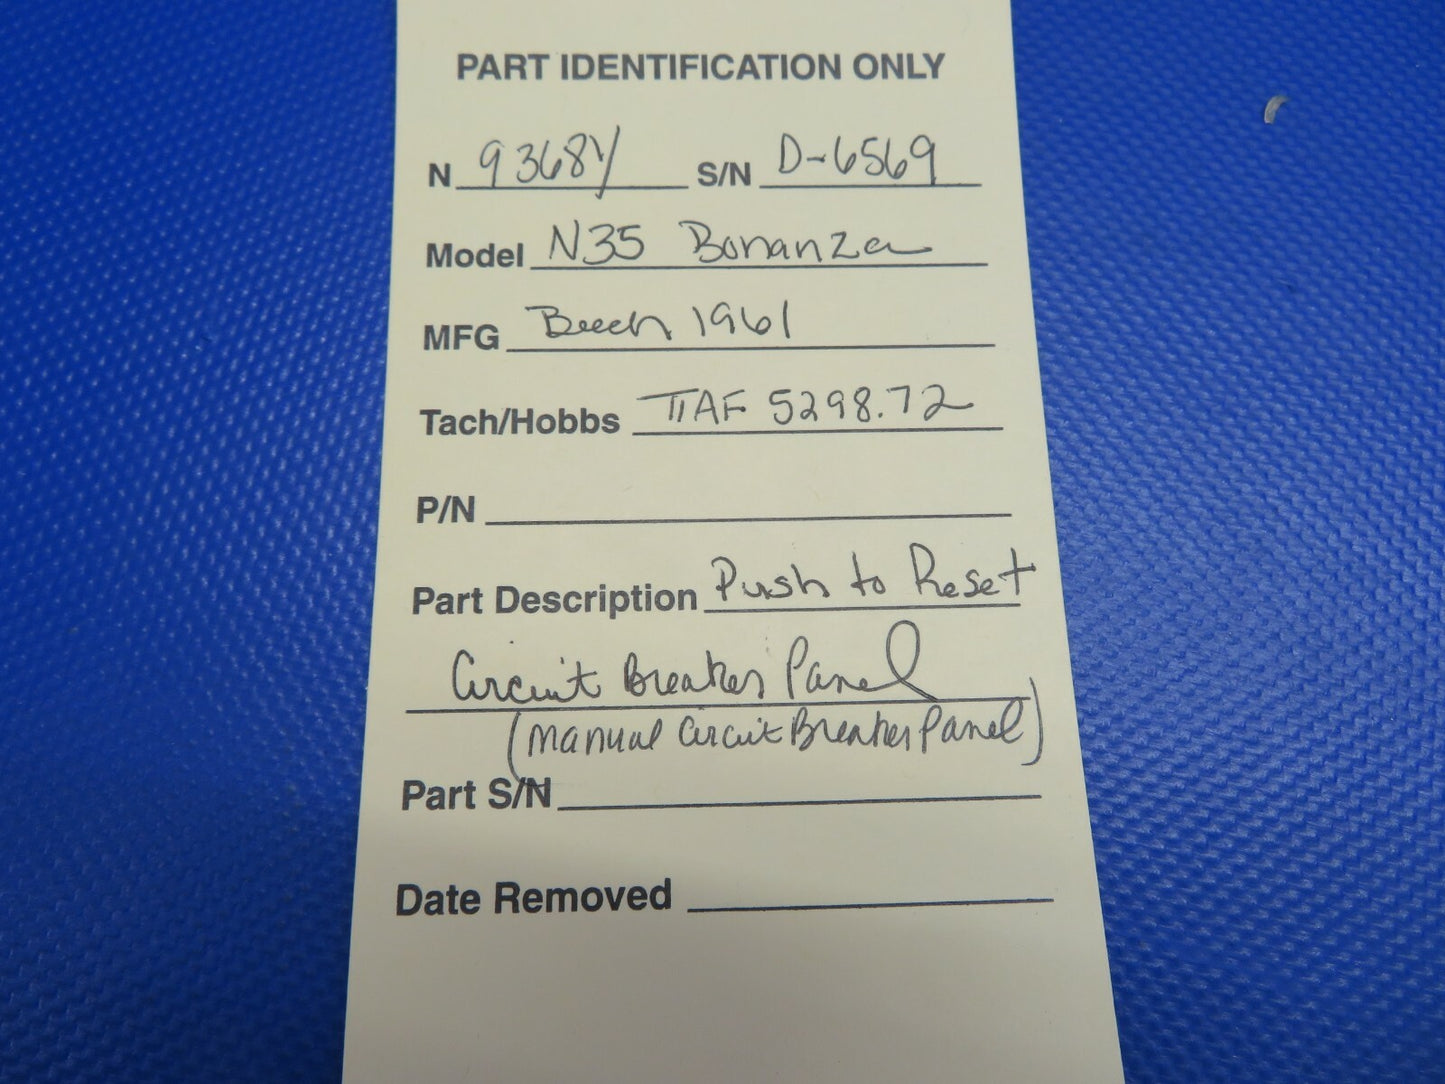 PART IDENTIFICATION ONLY
N 9368Y S/N D-6569
Model N35 Bonanza
MFG Beech 1961
Tach/Hobbs TTAF 5298.72
P/N
Part Description Push to Reset
Circuit Breaker Panel
(Manual Circuit Breaker Panel)
Part S/N
Date Removed